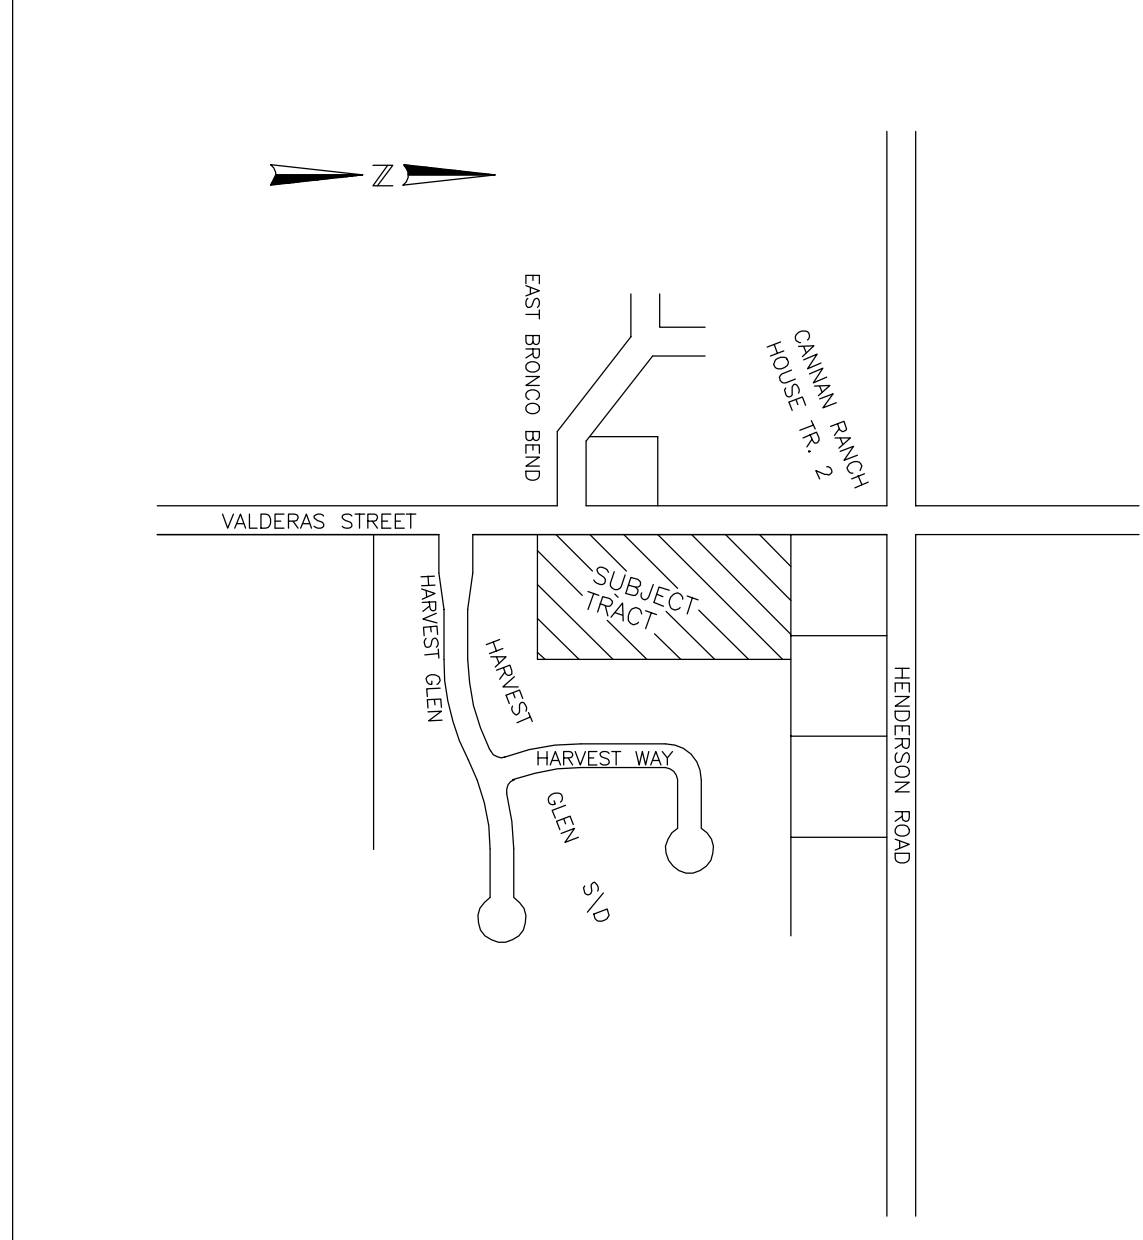 N
EAST BRONCO BEND
CANNAN RANCH
HOUSE TR. 2
VALDERAS STREET
SUBJECT
TRACT
HARVEST GLEN
HARVEST
GLEN
S\D
HARVEST WAY
HENDERSON ROAD